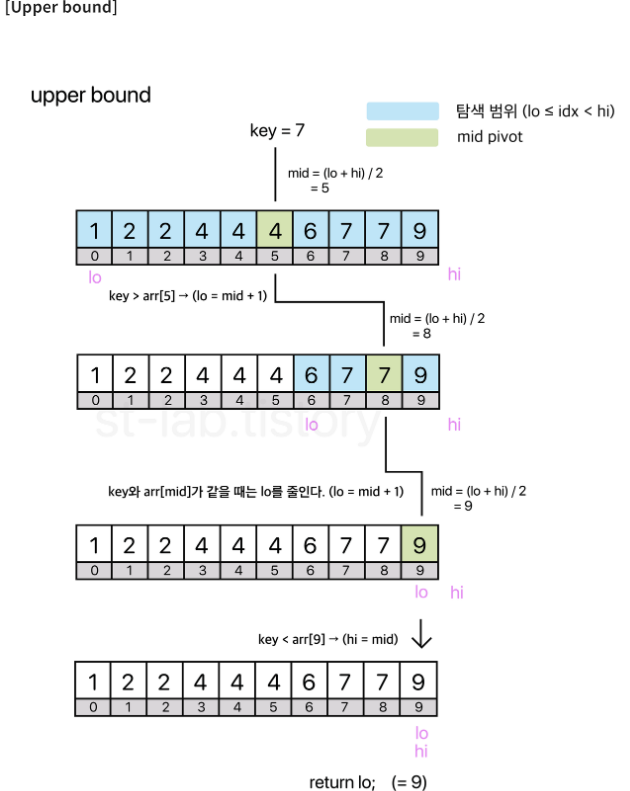 [Upper bound]
upper bound
탐색 범위 (lo ≤ idx < hi)
key = 7
mid pivot
mid = (lo + hi) / 2
= 5
1 2 2 4 4 4 6 7 7 9
0 1 2 3 4 5 6 7 8 9
lo hi
key > arr[5] → (lo = mid + 1)
mid = (lo + hi) / 2
= 8
1 2 2 4 4 4 6 7 7 9
0 1 2 3 4 5 6 7 8 9
st-lab.tistory
lo hi
key와 arr[mid]가 같을 때는 lo를 줄인다. (lo = mid + 1)
mid = (lo + hi) / 2
= 9
1 2 2 4 4 4 6 7 7 9
0 1 2 3 4 5 6 7 8 9
lo hi
key < arr[9] → (hi = mid)
1 2 2 4 4 4 6 7 7 9
0 1 2 3 4 5 6 7 8 9
lo
hi
return lo; (= 9)